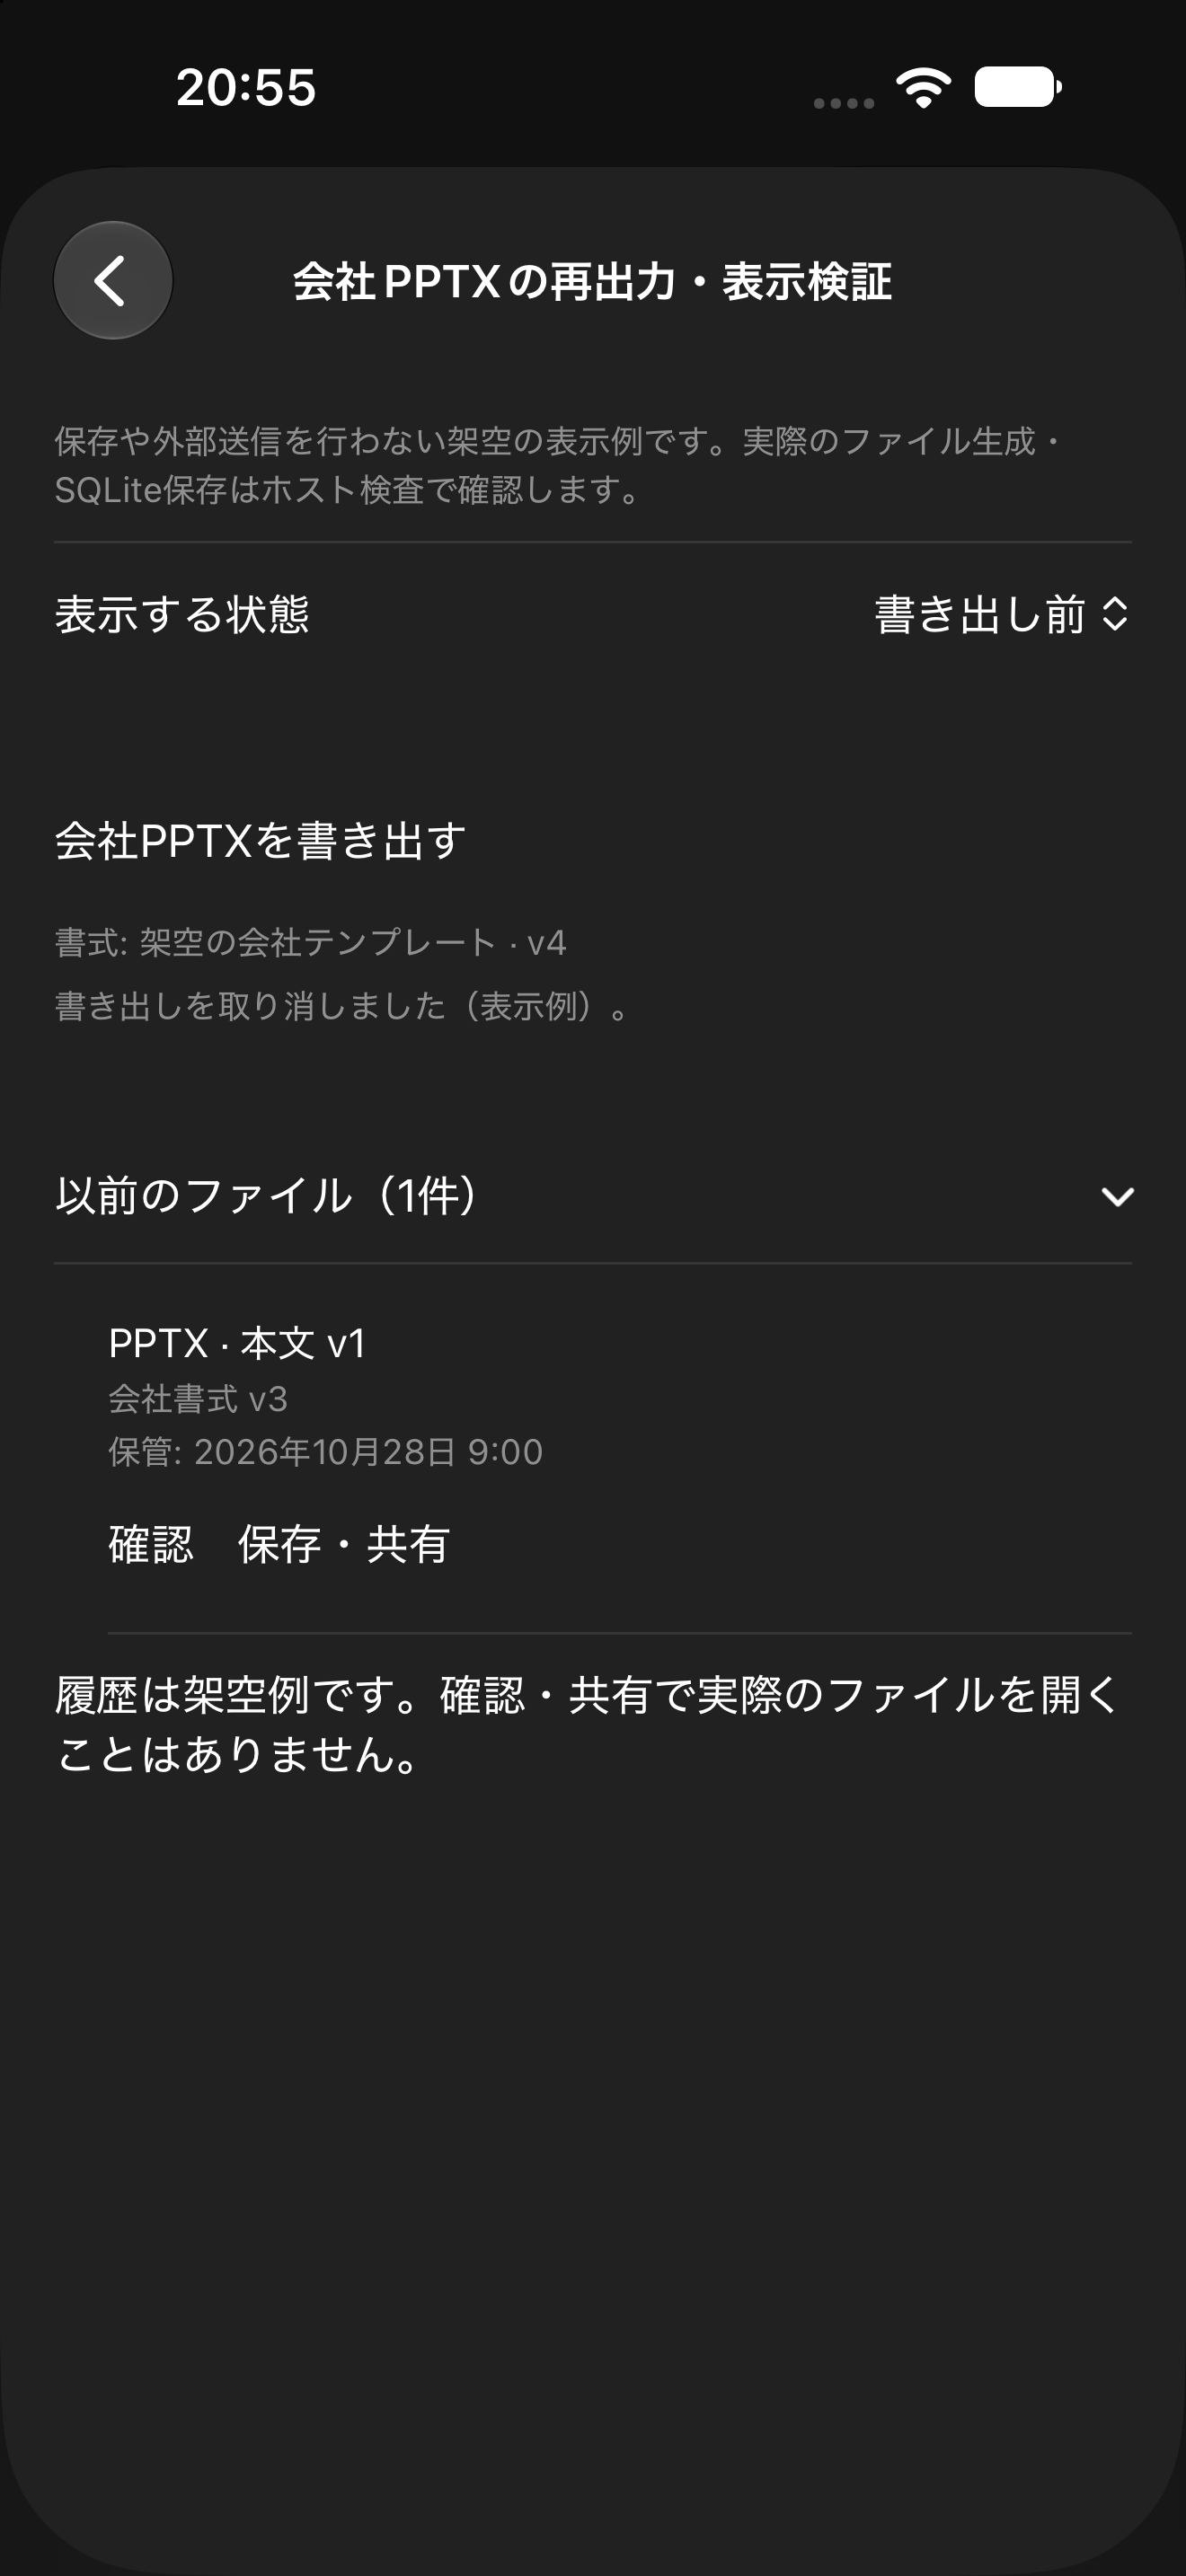 20:55
会社PPTXの再出力・表示検証
保存や外部送信を行わない架空の表示例です。実際のファイル生成・
SQLite保存はホスト検査で確認します。
表示する状態 書き出し前
会社PPTXを書き出す
書式: 架空の会社テンプレート · v4
書き出しを取り消しました（表示例）。
以前のファイル（1件）
PPTX · 本文 v1
会社書式 v3
保管: 2026年10月28日 9:00
確認 保存・共有
履歴は架空例です。確認・共有で実際のファイルを開く
ことはありません。